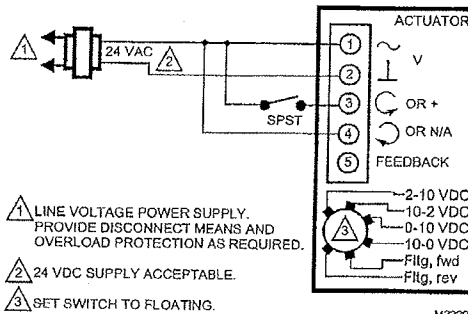 ACTUATOR
1
24 VAC
2
1
~
V
2
⊥
SPST
3
OR +
4
OR N/A
5
FEEDBACK
2-10 VDC
10-2 VDC
0-10 VDC
10-0 VDC
Fltg, fwd
Fltg, rev
3
1 LINE VOLTAGE POWER SUPPLY.
PROVIDE DISCONNECT MEANS AND
OVERLOAD PROTECTION AS REQUIRED.
2 24 VDC SUPPLY ACCEPTABLE.
3 SET SWITCH TO FLOATING.